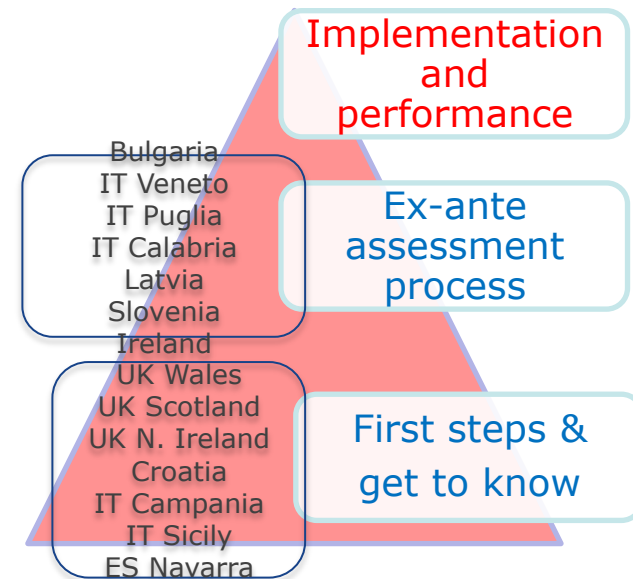 Implementation
and
performance
Bulgaria
IT Veneto
IT Puglia
IT Calabria
Latvia
Slovenia
Ireland
Ex-ante
assessment
process
UK Wales
UK Scotland
UK N. Ireland
Croatia
IT Campania
IT Sicily
ES Navarra
First steps &
get to know